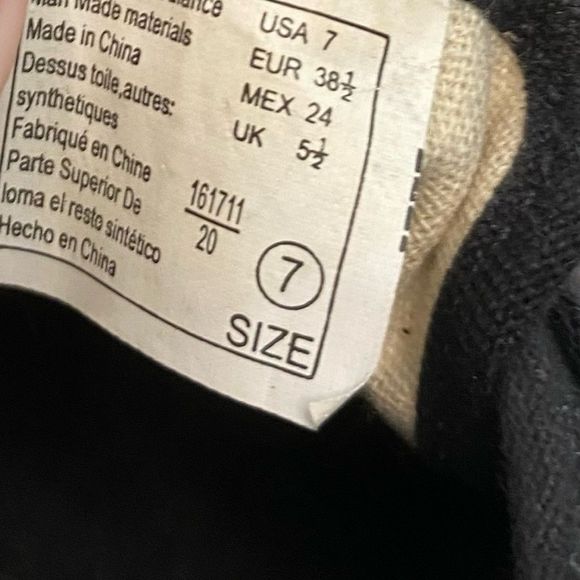 Man Made materials
Made in China
Dessus toile,autres:
synthetiques
Fabriqué en Chine
Parte Superior De
loma el resto sintético
Hecho en China
USA 7
EUR 38½
MEX 24
UK 5½
161711
20
7
SIZE